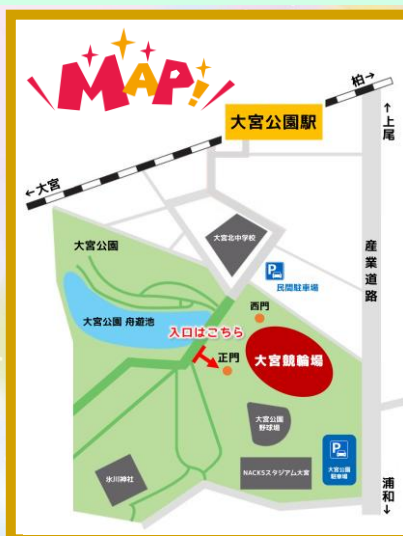 MAP!
柏→
大宮公園駅
↑上尾
←大宮
大宮公園
大宮北中学校
産業道路
P
民間駐車場
大宮公園 舟遊池
西門
入口はこちら
正門
大宮競輪場
大宮公園
野球場
P
大宮公園
駐車場
氷川神社
NACK5スタジアム大宮
浦和↓